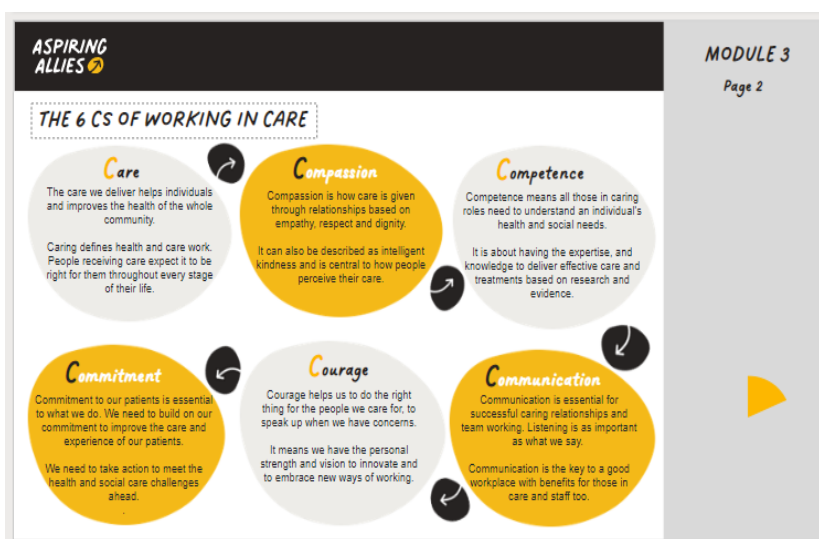 ASPIRING
ALLIES
MODULE 3
Page 2
THE 6 CS OF WORKING IN CARE
Care
The care we deliver helps individuals
and improves the health of the whole
community.
Caring defines health and care work.
People receiving care expect it to be
right for them throughout every stage
of their life.
Compassion
Compassion is how care is given
through relationships based on
empathy, respect and dignity.
It can also be described as intelligent
kindness and is central to how people
perceive their care.
Competence
Competence means all those in caring
roles need to understand an individual's
health and social needs.
It is about having the expertise, and
knowledge to deliver effective care and
treatments based on research and
evidence.
Communication
Communication is essential for
successful caring relationships and
team working. Listening is as important
as what we say.
Communication is the key to a good
workplace with benefits for those in
care and staff too.
Courage
Courage helps us to do the right
thing for the people we care for, to
speak up when we have concerns.
It means we have the personal
strength and vision to innovate and
to embrace new ways of working.
Commitment
Commitment to our patients is essential
to what we do. We need to build on our
commitment to improve the care and
experience of our patients.
We need to take action to meet the
health and social care challenges
ahead.
.